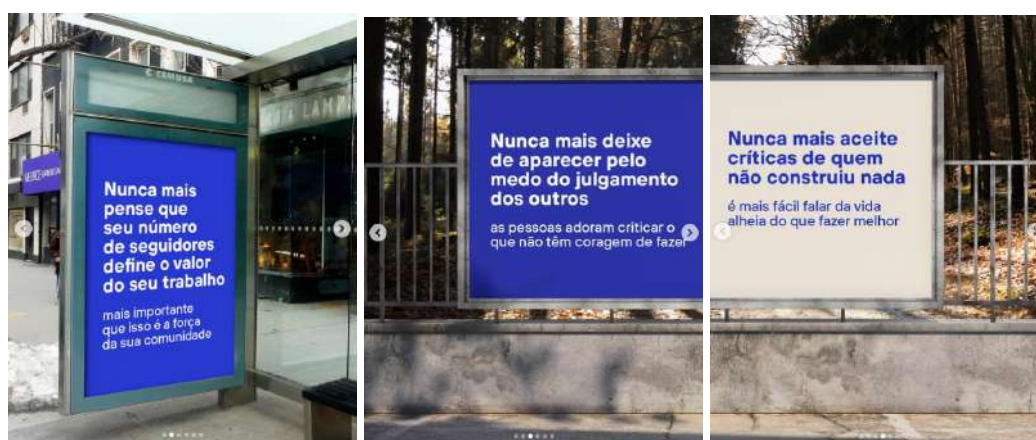 CEMUSA
Nunca mais
pense que
seu número
de seguidores
define o valor
do seu trabalho
mais importante
que isso é a força
da sua comunidade
Nunca mais deixe
de aparecer pelo
medo do julgamento
dos outros
as pessoas adoram criticar o
que não têm coragem de fazer
Nunca mais aceite
críticas de quem
não construiu nada
é mais fácil falar da vida
alheia do que fazer melhor